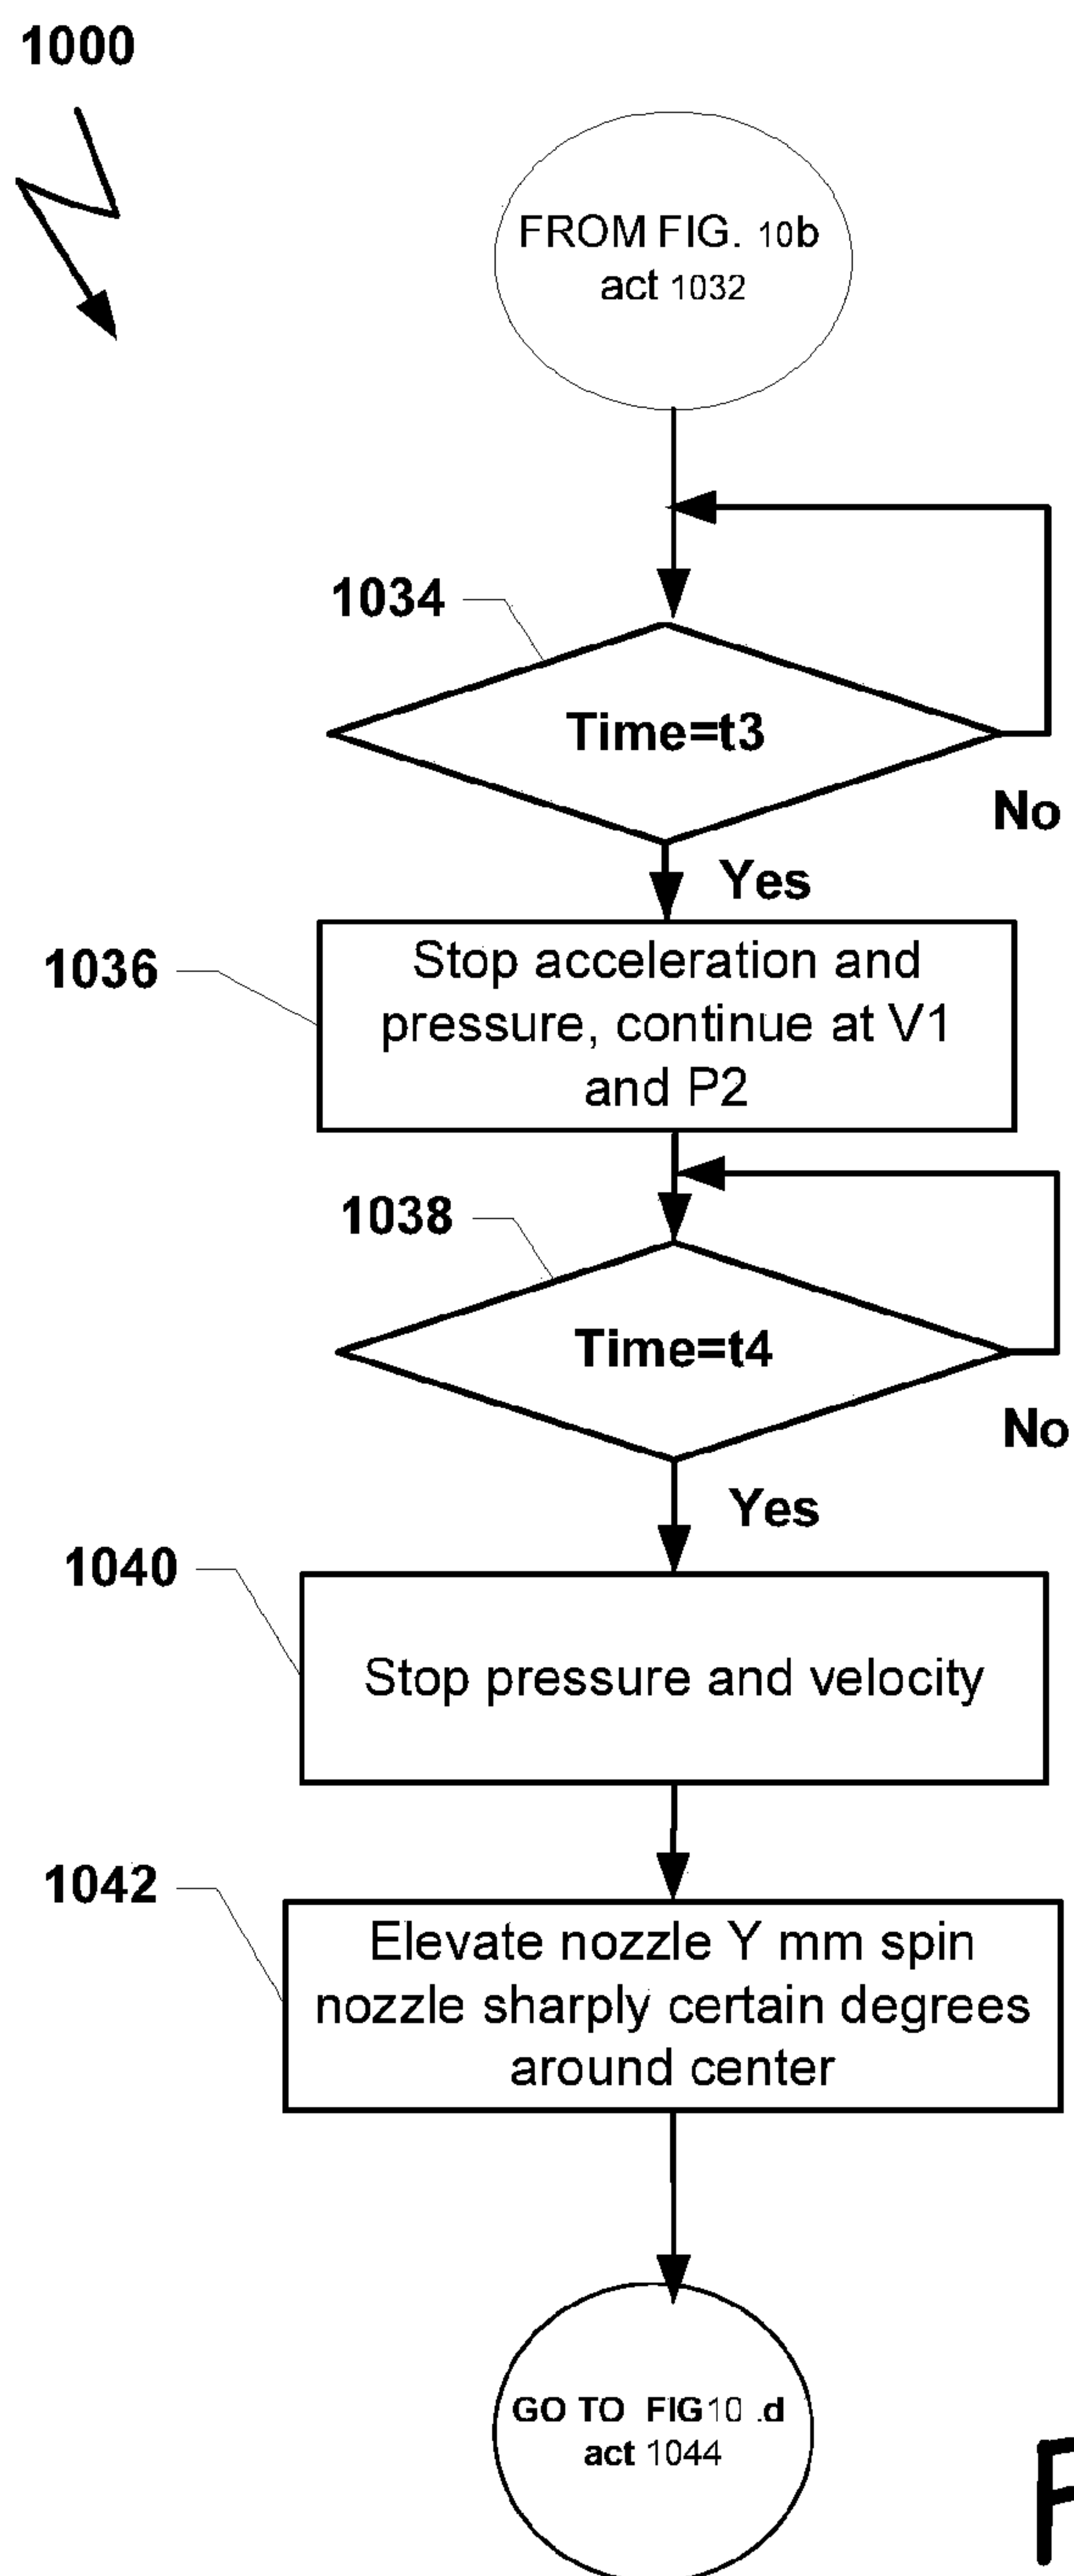 1000
FROM FIG. 10b
act 1032
1034
Time=t3
No
Yes
1036
Stop acceleration and
pressure, continue at V1
and P2
1038
Time=t4
No
Yes
1040
Stop pressure and velocity
1042
Elevate nozzle Y mm spin
nozzle sharply certain degrees
around center
GO TO FIG10 .d
act 1044